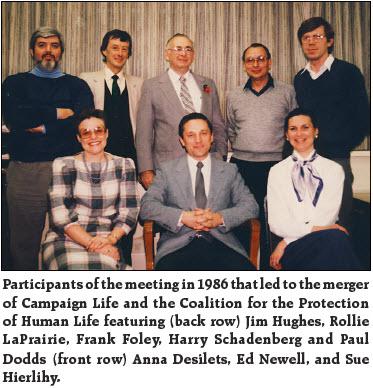 Participants of the meeting in 1986 that led to the merger
of Campaign Life and the Coalition for the Protection
of Human Life featuring (back row) Jim Hughes, Rollie
LaPrairie, Frank Foley, Harry Schadenberg and Paul
Dodds (front row) Anna Desilets, Ed Newell, and Sue
Hierlihy.